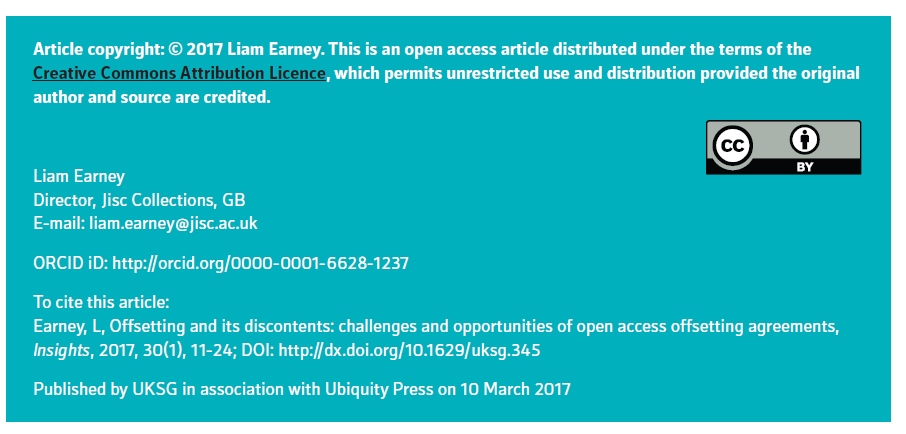 Article copyright: © 2017 Liam Earney. This is an open access article distributed under the terms of the
Creative Commons Attribution Licence, which permits unrestricted use and distribution provided the original
author and source are credited.
CC
BY
Liam Earney
Director, Jisc Collections, GB
E-mail: liam.earney@jisc.ac.uk
ORCID iD: http://orcid.org/0000-0001-6628-1237
To cite this article:
Earney, L, Offsetting and its discontents: challenges and opportunities of open access offsetting agreements,
Insights, 2017, 30(1), 11-24; DOI: http://dx.doi.org/10.1629/uksg.345
Published by UKSG in association with Ubiquity Press on 10 March 2017